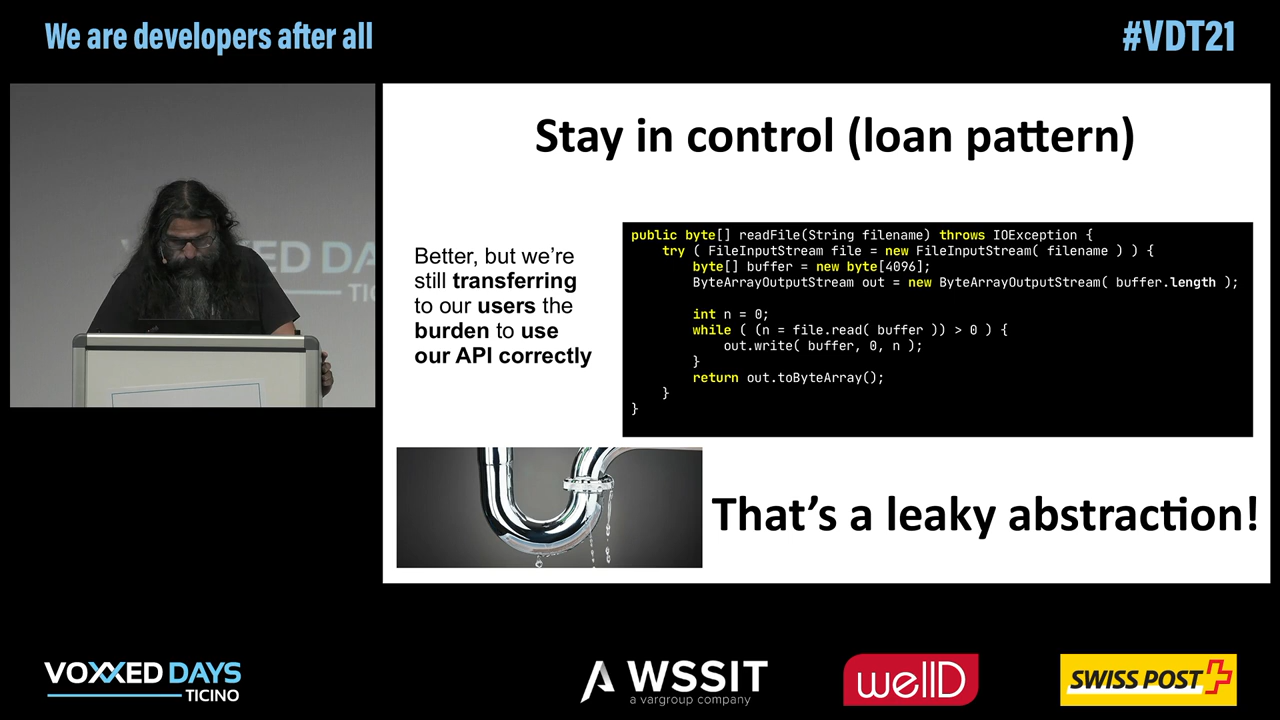 We are developers after all
#VDT21
Stay in control (loan pattern)
Better, but we're
still transferring
to our users the
burden to use
our API correctly
public byte[] readFile(String filename) throws IOException {
try ( FileInputStream file = new FileInputStream( filename ) ) {
byte[] buffer = new byte[4096];
ByteArrayOutputStream out = new ByteArrayOutputStream( buffer.length );
int n = 0;
while ( (n = file.read( buffer )) > 0 ) {
out.write( buffer, 0, n );
}
return out.toByteArray();
}
}
That's a leaky abstraction!
ED DA
TIC
VOXXED DAYS
TICINO
WSSIT
a vargroup company
wellD
SWISS POST